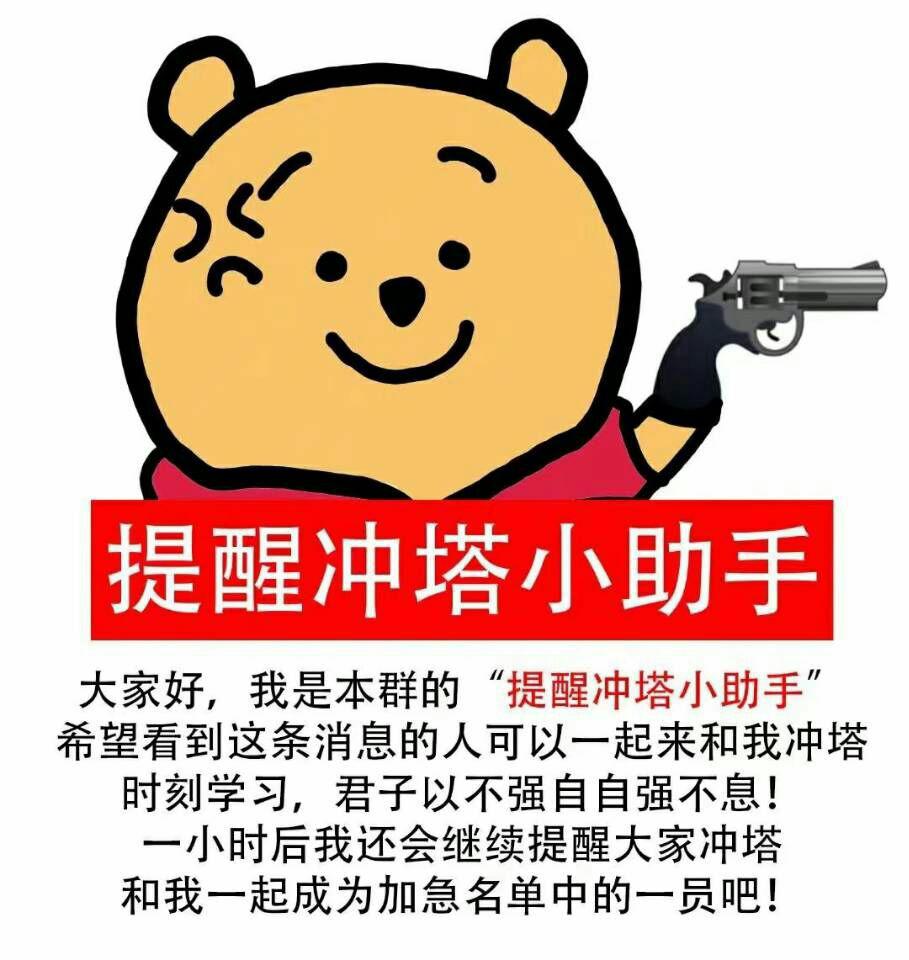 提醒冲塔小助手
大家好，我是本群的“提醒冲塔小助手”
希望看到这条消息的人可以一起来和我冲塔
时刻学习，君子以不强自自强不息！
一小时后我还会继续提醒大家冲塔
和我一起成为加急名单中的一员吧！